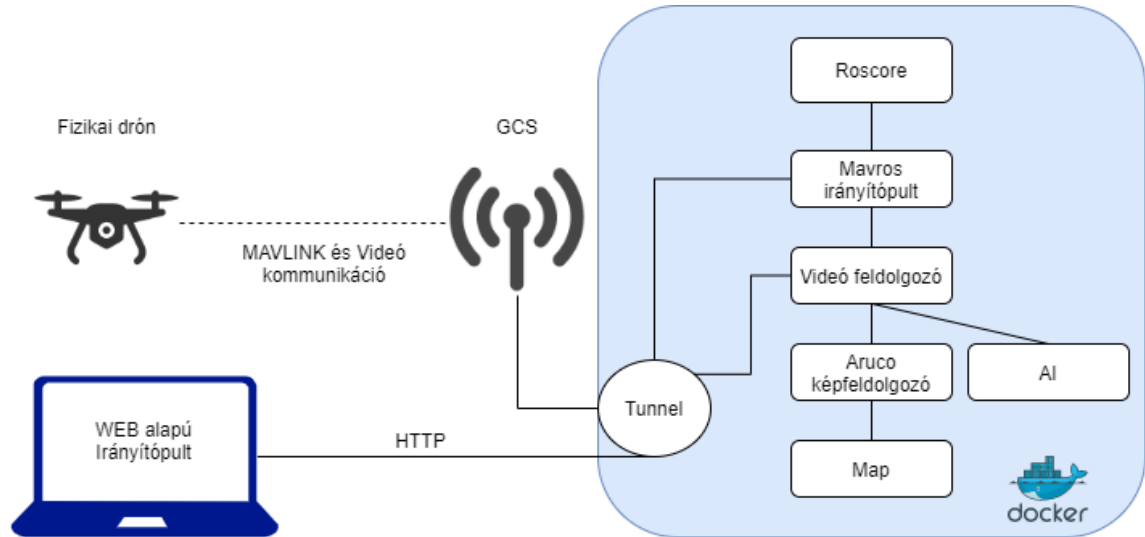 Roscore
Fizikai drón
GCS
Mavros
irányítópult
MAVLINK és Videó
kommunikáció
Videó feldolgozó
Aruco
képfeldolgozó
AI
Tunnel
WEB alapú
Irányítópult
HTTP
Map
docker